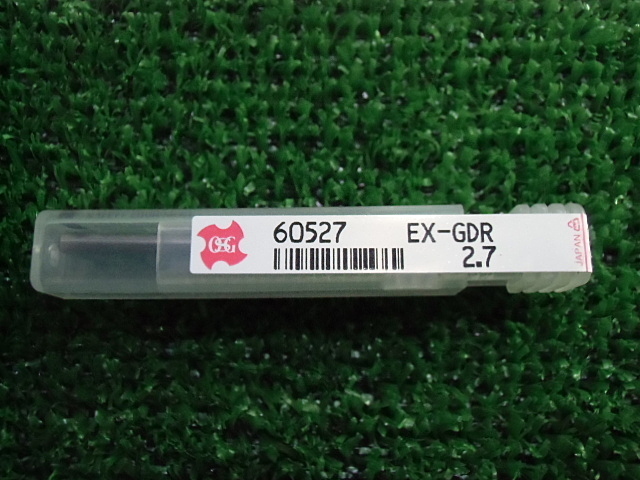 OSG
60527 EX-GDR
2.7
JAPAN